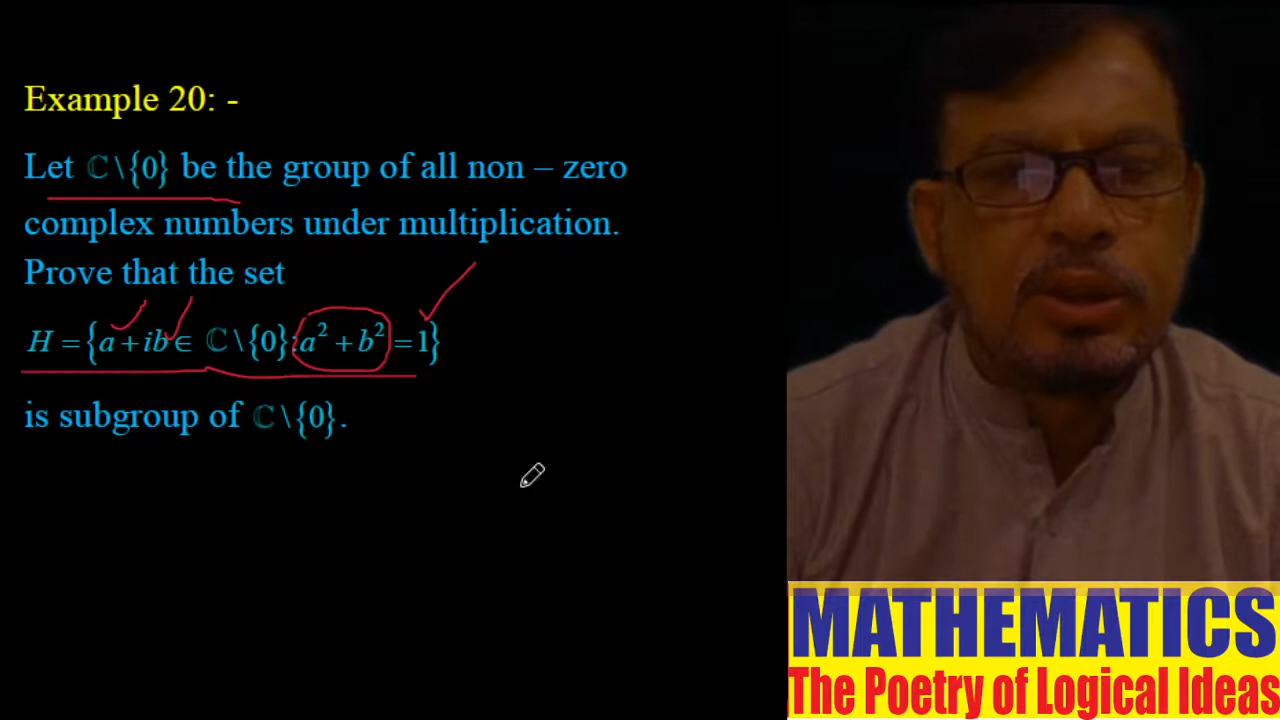 Example 20: -
Let ℂ\{0} be the group of all non – zero
complex numbers under multiplication.
Prove that the set
H = {a + ib ∈ ℂ\{0} : a² + b² = 1}
is subgroup of ℂ\{0}.
MATHEMATICS
The Poetry of Logical Ideas